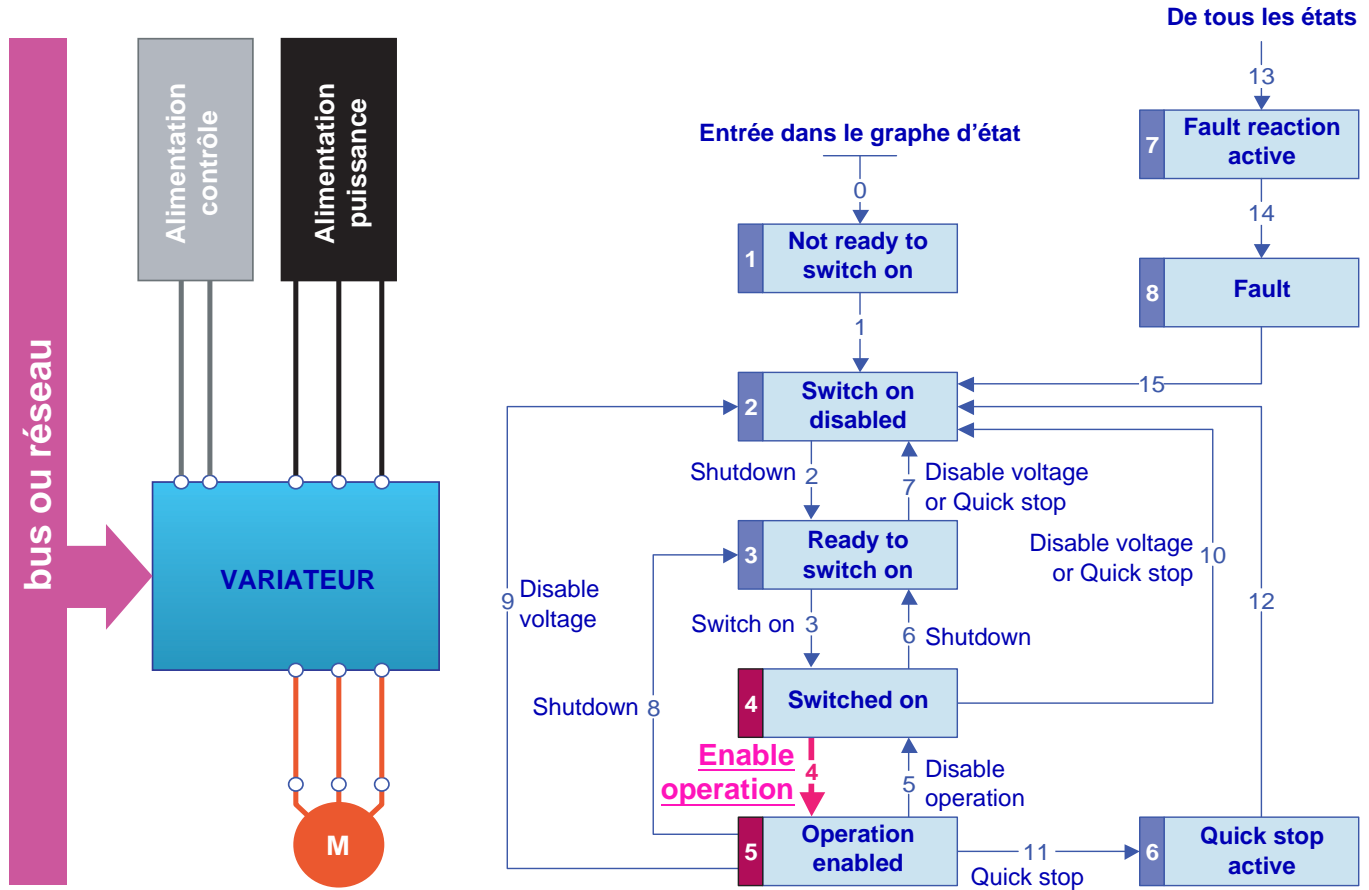 bus ou réseau
Alimentation
contrôle
Alimentation
puissance
VARIATEUR
M
De tous les états
13
7
Fault reaction
active
14
8
Fault
15
Entrée dans le graphe d'état
0
1
Not ready to
switch on
1
2
Switch on
disabled
Shutdown 2
7
Disable voltage
or Quick stop
3
Ready to
switch on
Disable voltage
or Quick stop
10
12
9
Disable
voltage
Switch on 3
6
Shutdown
4
Switched on
Shutdown 8
Enable
operation
4
5
Disable
operation
5
Operation
enabled
11
Quick stop
6
Quick stop
active